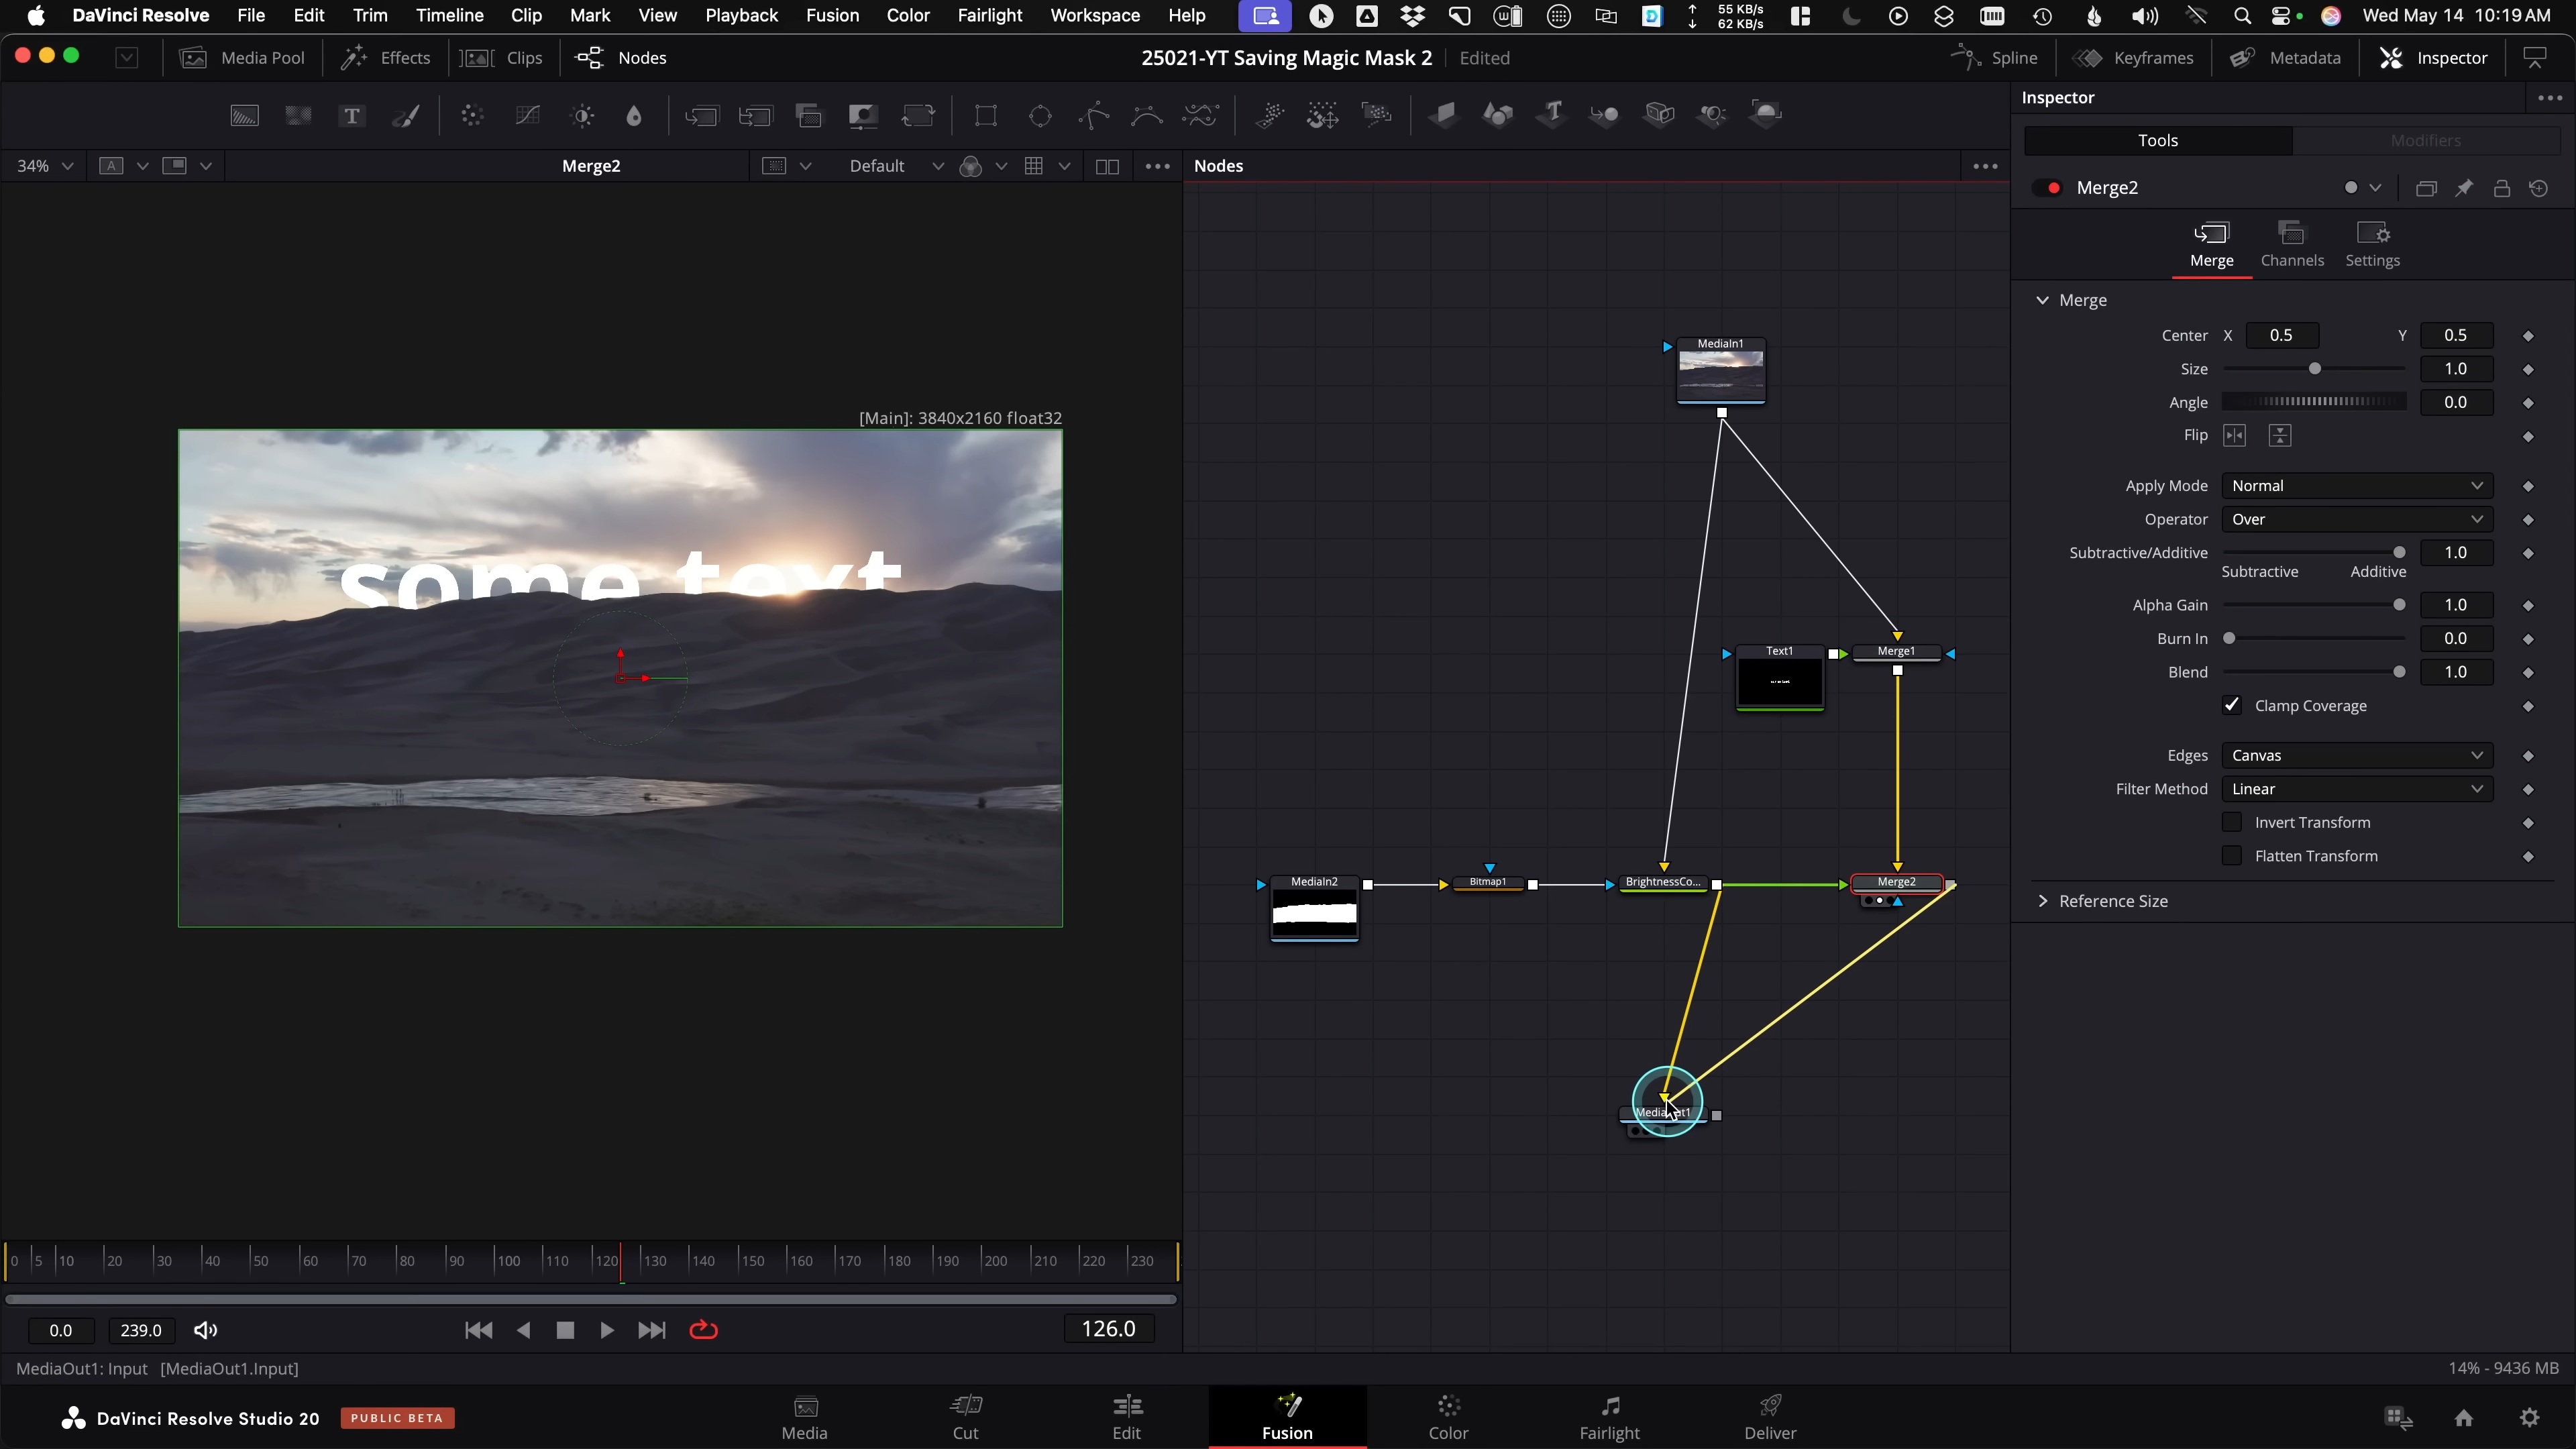 DaVinci Resolve File Edit Trim Timeline Clip Mark View Playback Fusion Color Fairlight Workspace Help 55 KB/s 62 KB/s Wed May 14 10:19 AM
Media Pool Effects Clips Nodes 25021-YT Saving Magic Mask 2 Edited Spline Keyframes Metadata Inspector
Inspector
Tools Modifiers
34% A Merge2 Default Nodes
Merge2
Merge Channels Settings
Merge
Center X 0.5 Y 0.5
Size 1.0
Angle 0.0
Flip
Apply Mode Normal
Operator Over
Subtractive/Additive 1.0
Subtractive Additive
Alpha Gain 1.0
Burn In 0.0
Blend 1.0
Clamp Coverage
Edges Canvas
Filter Method Linear
Invert Transform
Flatten Transform
Reference Size
[Main]: 3840x2160 float32
some text
MediaIn1
Text1 Merge1
MediaIn2 Bitmap1 BrightnessCo... Merge2
0 5 10 20 30 40 50 60 70 80 90 100 110 120 130 140 150 160 170 180 190 200 210 220 230
0.0 239.0 126.0
MediaOut1: Input [MediaOut1.Input] 14% - 9436 MB
DaVinci Resolve Studio 20 PUBLIC BETA Media Cut Edit Fusion Color Fairlight Deliver